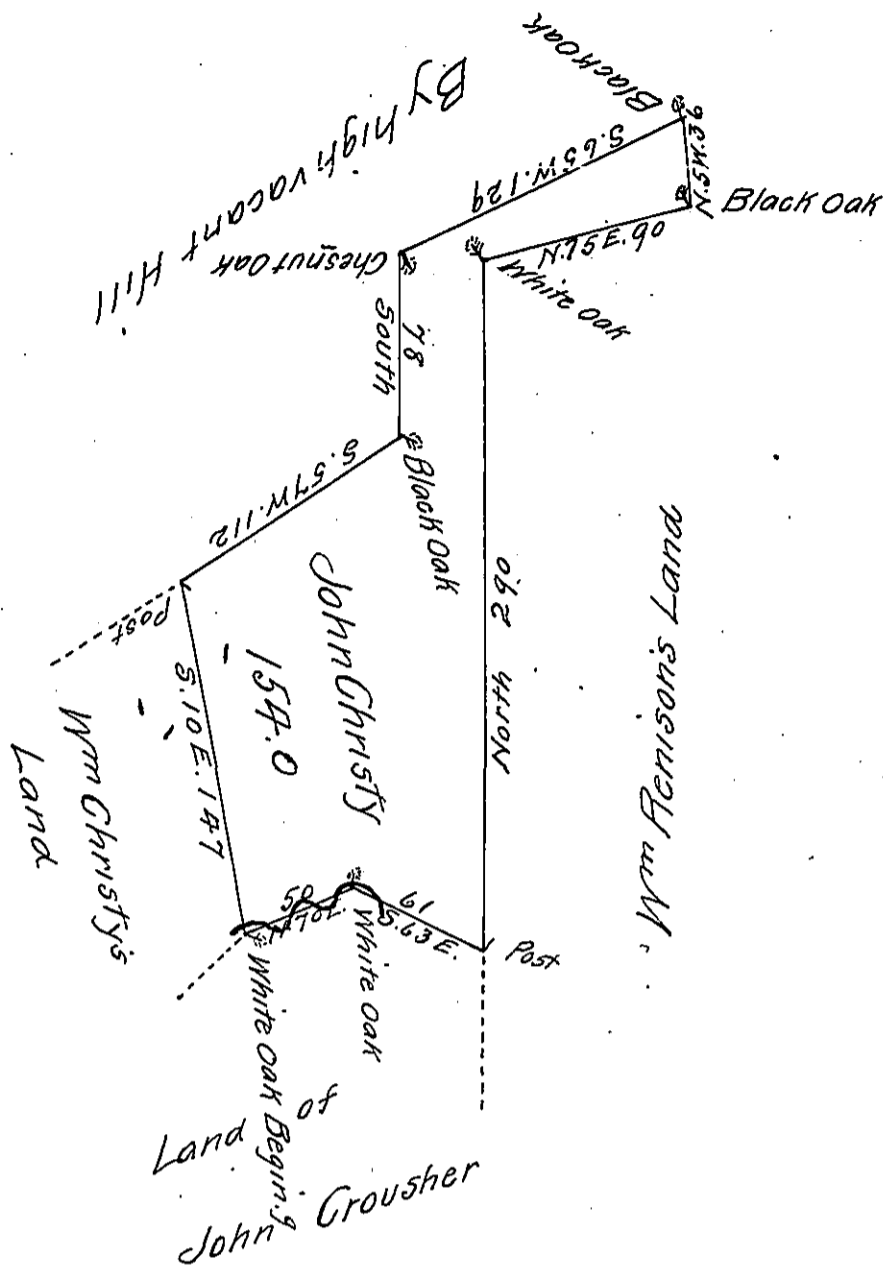 Black Oak
N.5W.36
Black Oak
S.65W.129
N.75E.90
By high vacant Hill
Chesnut Oak
White oak
South
78
Black Oak
S.57W.112
Post
John Christy
154.0
North 290
Wm Renison's Land
S.10E.147
Wm Christy's
Land
50
61
S.63E.
Post
White oak
White oak Begin.g
Land of
John Crousher